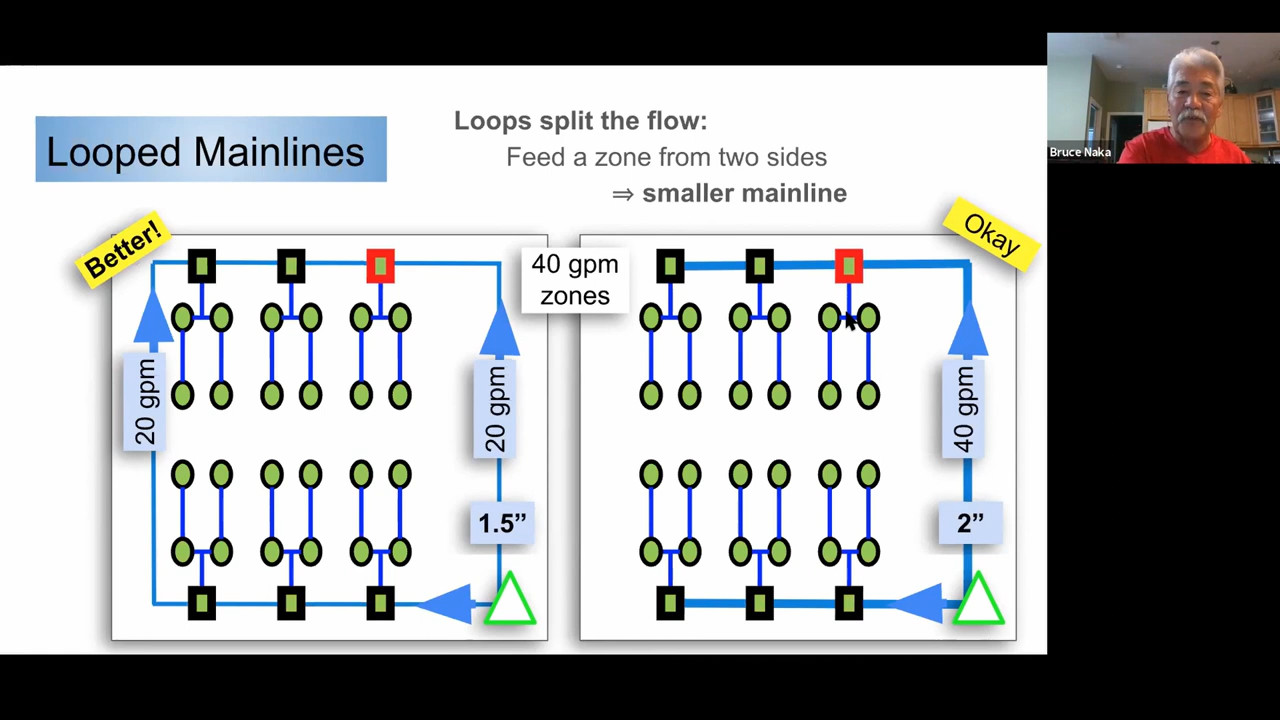 Looped Mainlines
Loops split the flow:
Feed a zone from two sides
⇒ smaller mainline
Bruce Naka
Better!
40 gpm
zones
Okay
20 gpm
20 gpm
1.5”
40 gpm
2”